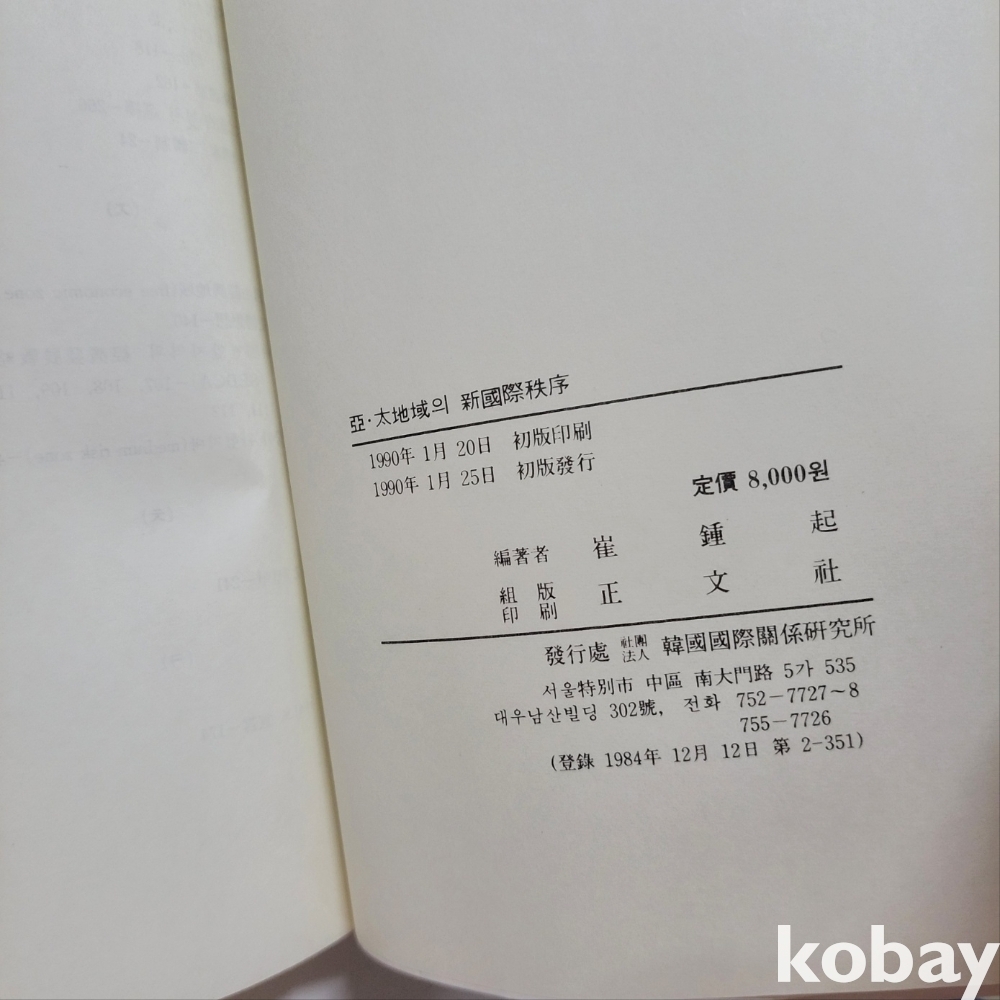 亞·太地域의 新國際秩序
1990年 1月 20日 初版印刷
1990年 1月 25日 初版發行
定價 8,000원
編著者 崔鍾起
組版 印刷 正文社
發行處 社團法人 韓國國際關係研究所
서울特別市 中區 南大門路 5가 535
대우남산빌딩 302號, 전화 752-7727~8
755-7726
(登錄 1984年 12月 12日 第 2-351)
kobay